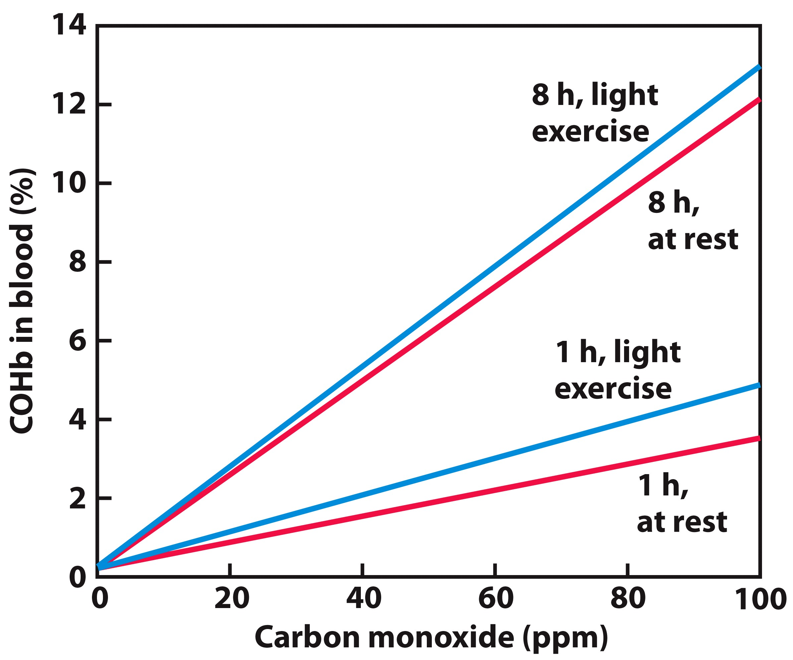 14
12
10
8
6
4
2
0
COHb in blood (%)
8 h, light
exercise
8 h,
at rest
1 h, light
exercise
1 h,
at rest
0 20 40 60 80 100
Carbon monoxide (ppm)